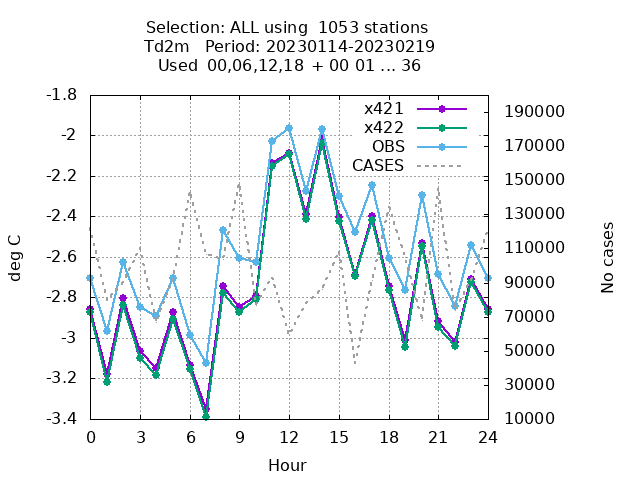 Selection: ALL using  1053 stations
Td2m   Period: 20230114-20230219
Used  00,06,12,18  + 00 01 ... 36
-1.8
-2
-2.2
-2.4
-2.6
-2.8
-3
-3.2
-3.4
deg C
x421
x422
OBS
CASES
190000
170000
150000
130000
110000
90000
70000
50000
30000
10000
No cases
0 3 6 9 12 15 18 21 24
Hour